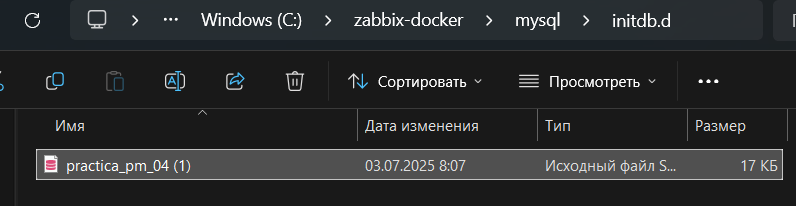 Windows (C:) > zabbix-docker > mysql > initdb.d
Сортировать Просмотреть
Имя Дата изменения Тип Размер
practica_pm_04 (1) 03.07.2025 8:07 Исходный файл S... 17 КБ